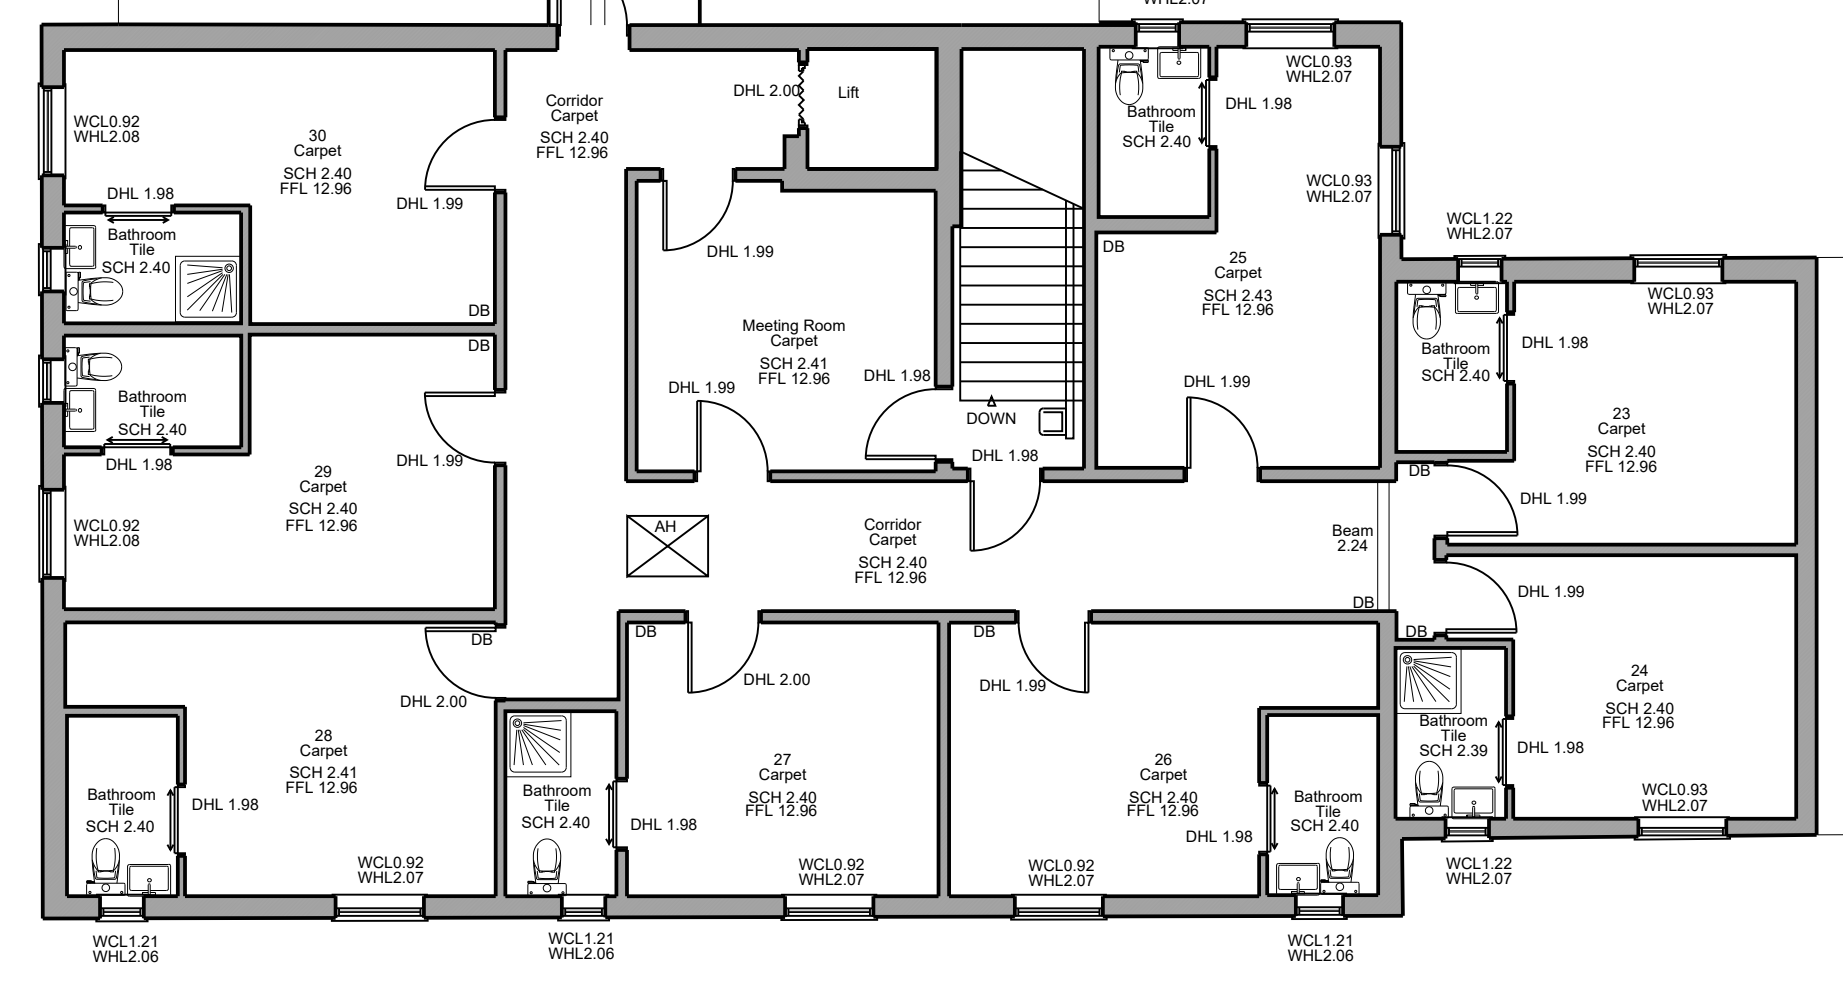 WHL2.07
WCL0.92
WHL2.08
30
Carpet
SCH 2.40
FFL 12.96
DHL 1.98
DHL 1.99
Bathroom
Tile
SCH 2.40
DB
Corridor
Carpet
SCH 2.40
FFL 12.96
DHL 2.00
Lift
DHL 1.99
Meeting Room
Carpet
SCH 2.41
FFL 12.96
DHL 1.99
DHL 1.98
DOWN
DHL 1.98
Bathroom
Tile
SCH 2.40
DHL 1.98
WCL0.93
WHL2.07
WCL0.93
WHL2.07
DB
25
Carpet
SCH 2.43
FFL 12.96
DHL 1.99
WCL1.22
WHL2.07
WCL0.93
WHL2.07
Bathroom
Tile
SCH 2.40
DHL 1.98
23
Carpet
SCH 2.40
FFL 12.96
DB
DHL 1.99
DB
Bathroom
Tile
SCH 2.40
DHL 1.98
DHL 1.99
29
Carpet
SCH 2.40
FFL 12.96
WCL0.92
WHL2.08
AH
Corridor
Carpet
SCH 2.40
FFL 12.96
Beam
2.24
DB
DHL 1.99
DB
DB
DHL 2.00
28
Carpet
SCH 2.41
FFL 12.96
Bathroom
Tile
SCH 2.40
DHL 1.98
WCL0.92
WHL2.07
DB
DHL 2.00
Bathroom
Tile
SCH 2.40
DHL 1.98
27
Carpet
SCH 2.40
FFL 12.96
WCL0.92
WHL2.07
DB
DHL 1.99
26
Carpet
SCH 2.40
FFL 12.96
DHL 1.98
Bathroom
Tile
SCH 2.40
WCL0.92
WHL2.07
24
Carpet
SCH 2.40
FFL 12.96
Bathroom
Tile
SCH 2.39
DHL 1.98
WCL0.93
WHL2.07
WCL1.22
WHL2.07
WCL1.21
WHL2.06
WCL1.21
WHL2.06
WCL1.21
WHL2.06